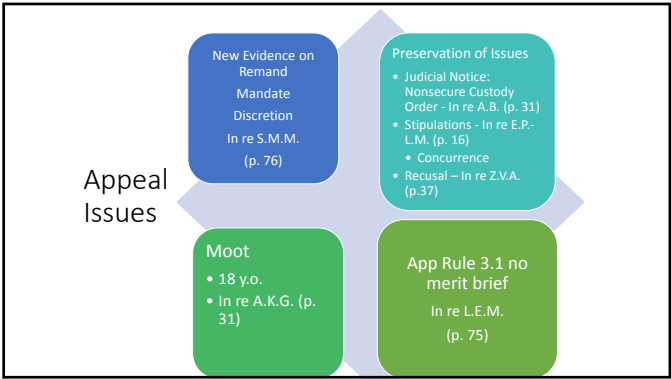 Appeal
Issues
New Evidence on
Remand
Mandate
Discretion
In re S.M.M.
(p. 76)
Preservation of Issues
• Judicial Notice:
Nonsecure Custody
Order - In re A.B. (p. 31)
• Stipulations - In re E.P.-
L.M. (p. 16)
• Concurrence
• Recusal – In re Z.V.A.
(p.37)
Moot
• 18 y.o.
• In re A.K.G. (p.
31)
App Rule 3.1 no
merit brief
In re L.E.M.
(p. 75)